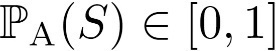 ℙ_A(S) ∈ [0, 1]